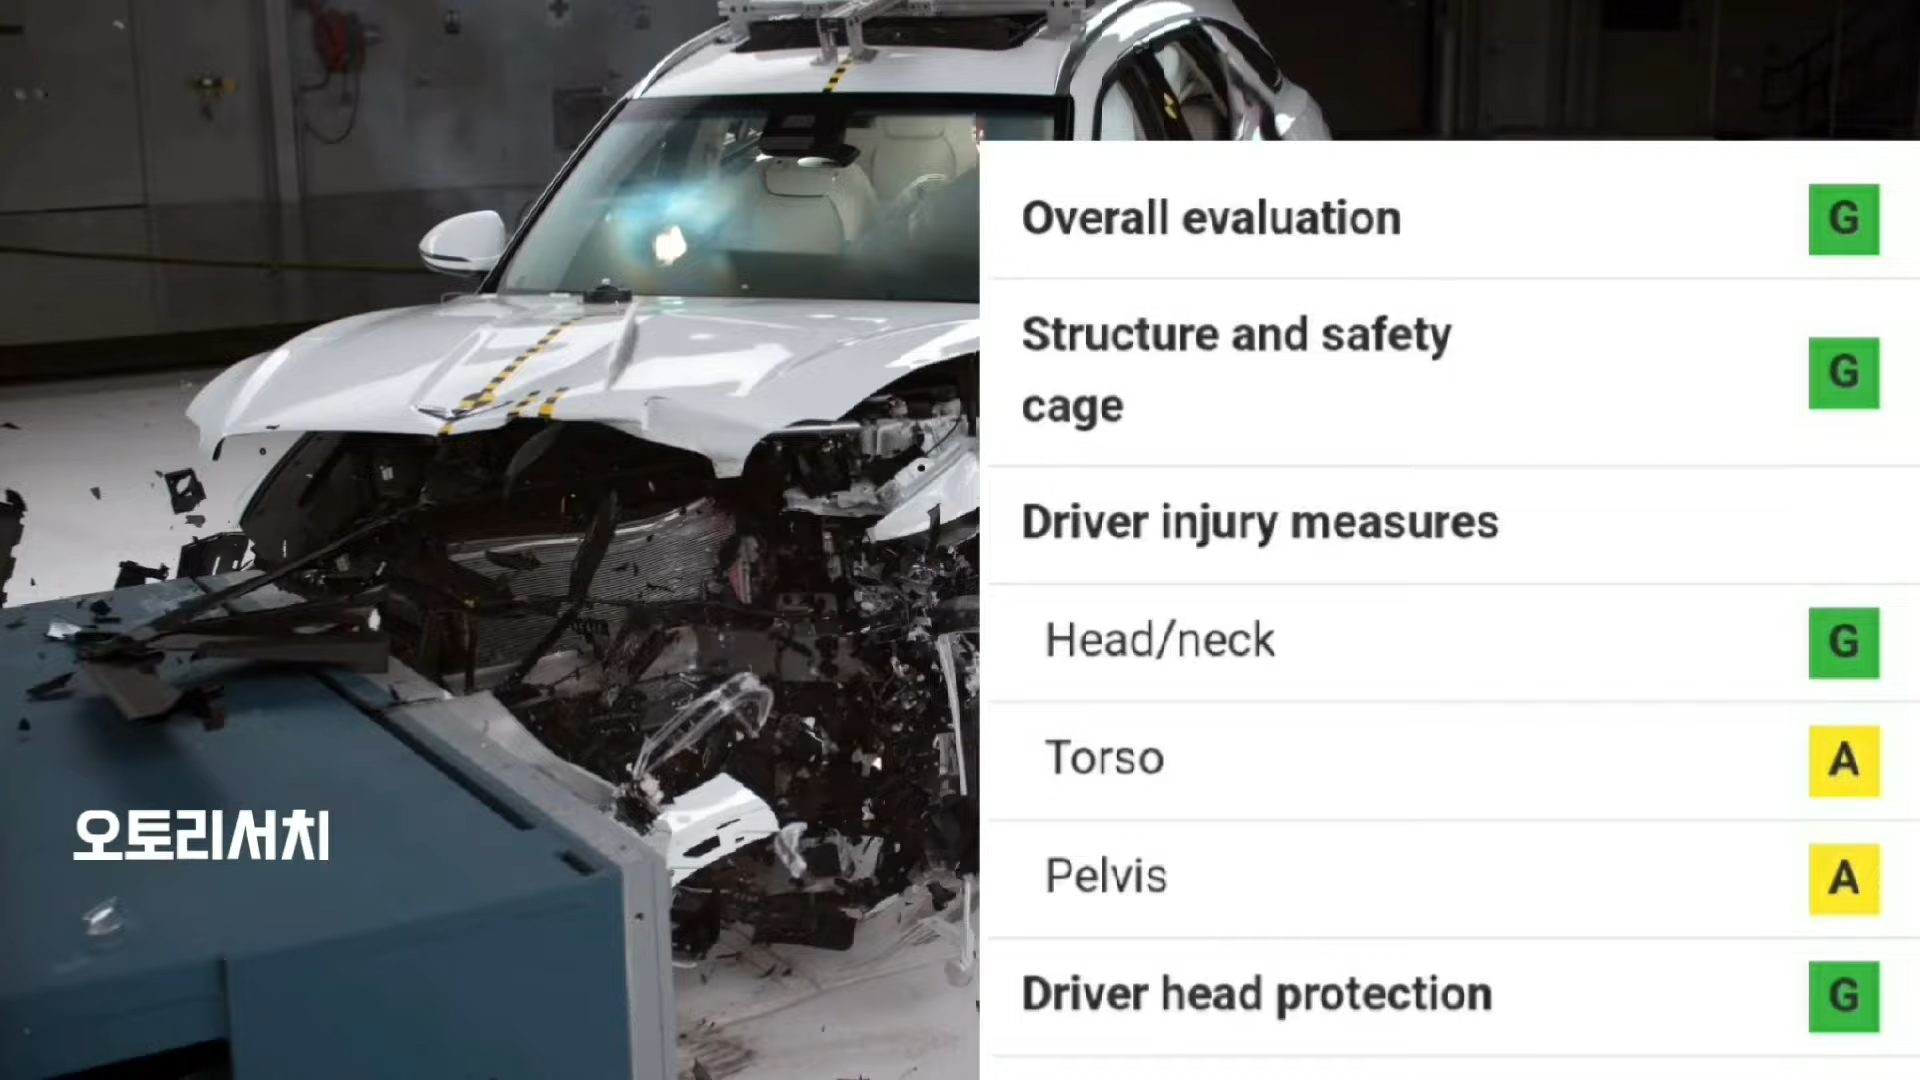 오토리서치
Overall evaluation G
Structure and safety
cage G
Driver injury measures
Head/neck G
Torso A
Pelvis A
Driver head protection G